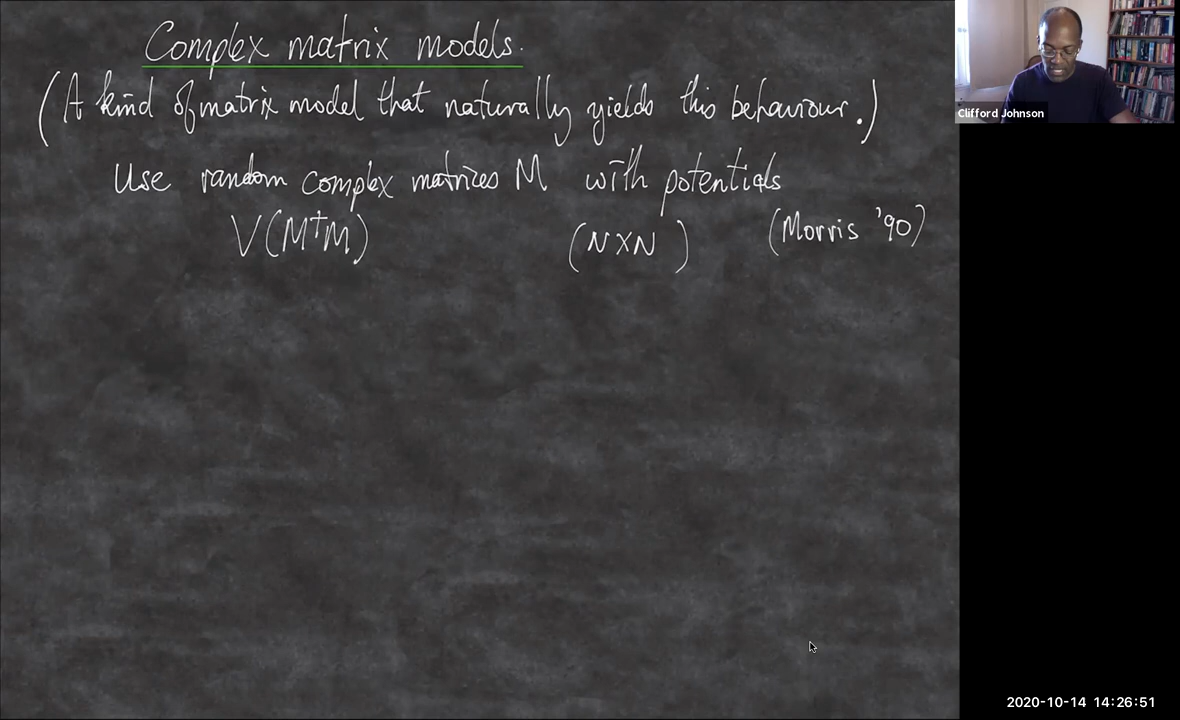 Complex matrix models.
(A kind of matrix model that naturally yields this behaviour.)
Use random complex matrices M with potentials
V(M†M) (N×N) (Morris '90)
Clifford Johnson
2020-10-14 14:26:51